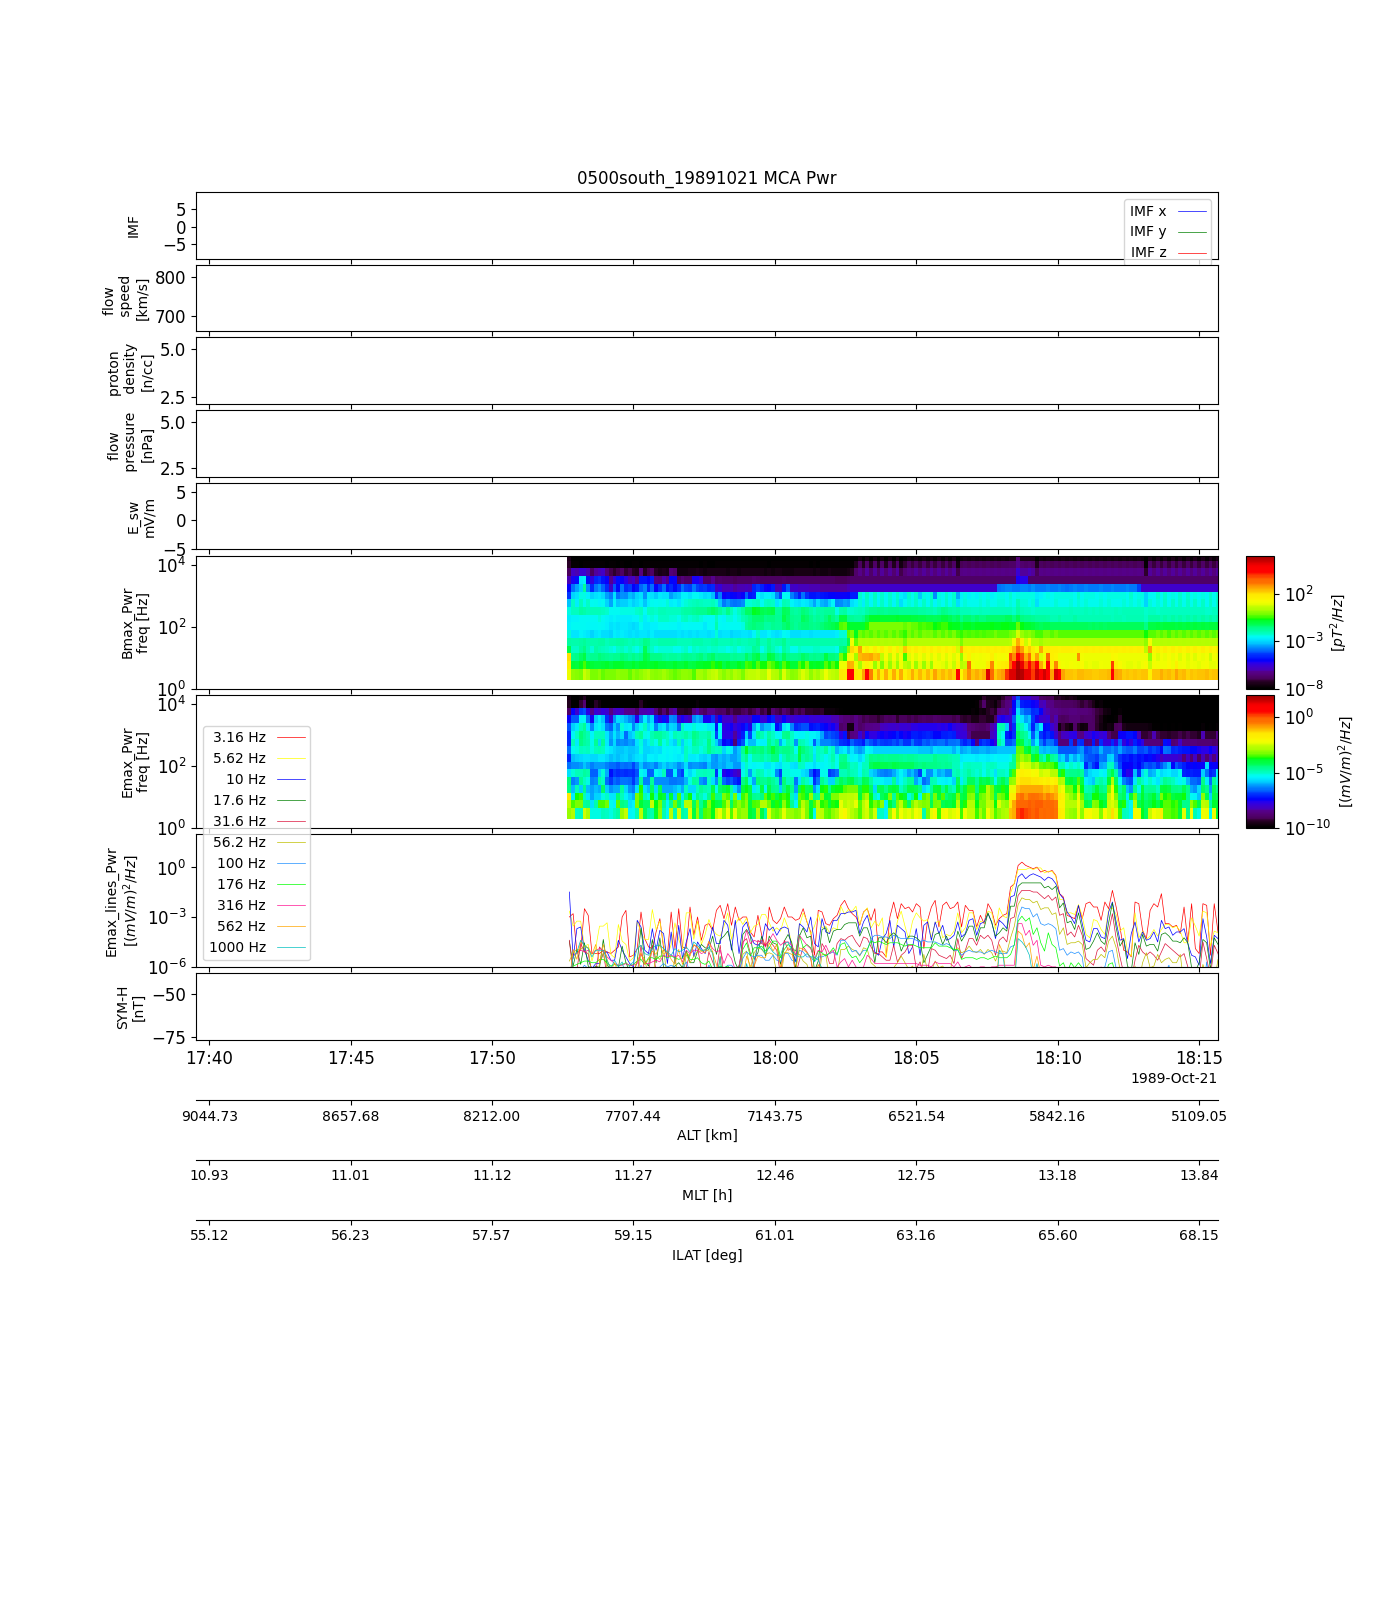 0500south_19891021 MCA Pwr
IMF
5
0
−5
IMF x
IMF y
IMF z
flow
speed
[km/s]
800
700
proton
density
[n/cc]
5.0
2.5
flow
pressure
[nPa]
5.0
2.5
E_sw
mV/m
5
0
−5
Bmax_Pwr
freq [Hz]
10^4
10^2
10^0
10^2
10^−3
10^−8
[pT^2/Hz]
Emax_Pwr
freq [Hz]
10^4
10^2
10^0
10^0
10^−5
10^−10
[(mV/m)^2/Hz]
3.16 Hz
5.62 Hz
10 Hz
17.6 Hz
31.6 Hz
56.2 Hz
100 Hz
176 Hz
316 Hz
562 Hz
1000 Hz
Emax_lines_Pwr
[(mV/m)^2/Hz]
10^0
10^−3
10^−6
SYM-H
[nT]
−50
−75
17:40 17:45 17:50 17:55 18:00 18:05 18:10 18:15
1989-Oct-21
9044.73 8657.68 8212.00 7707.44 7143.75 6521.54 5842.16 5109.05
ALT [km]
10.93 11.01 11.12 11.27 12.46 12.75 13.18 13.84
MLT [h]
55.12 56.23 57.57 59.15 61.01 63.16 65.60 68.15
ILAT [deg]